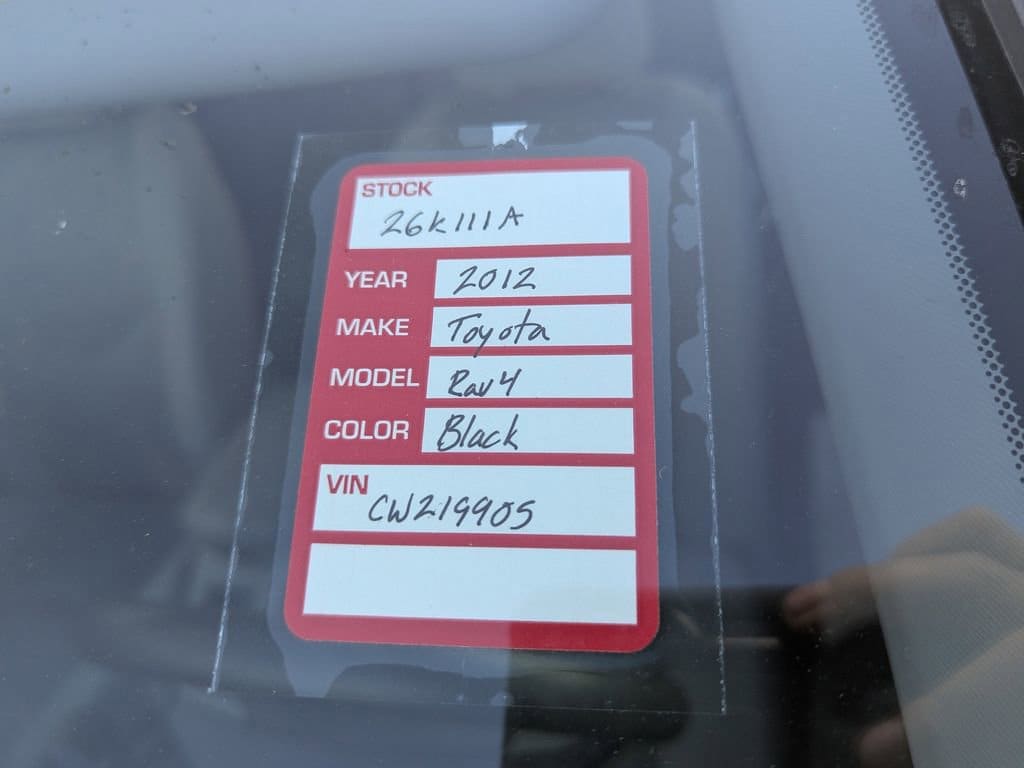 STOCK
26K111A
YEAR 2012
MAKE Toyota
MODEL Rav4
COLOR Black
VIN
CW219905